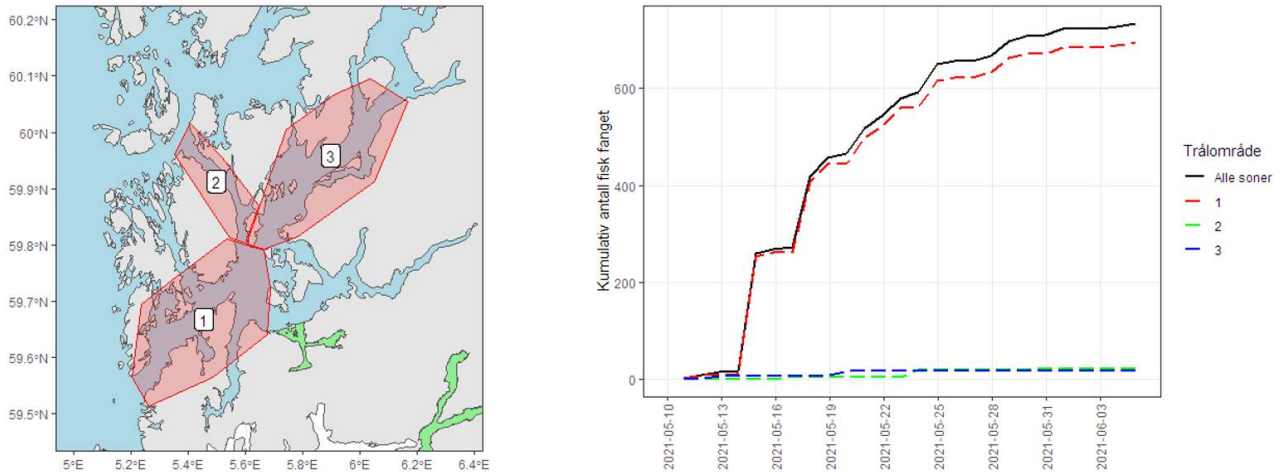 60.2°N
60.1°N
60°N
59.9°N
59.8°N
59.7°N
59.6°N
59.5°N
3
2
1
5°E
5.2°E
5.4°E
5.6°E
5.8°E
6°E
6.2°E
6.4°E
Kumulativ antall fisk fanget
600
400
200
0
2021-05-10
2021-05-13
2021-05-16
2021-05-19
2021-05-22
2021-05-25
2021-05-28
2021-05-31
2021-06-03
Trålområde
Alle soner
1
2
3